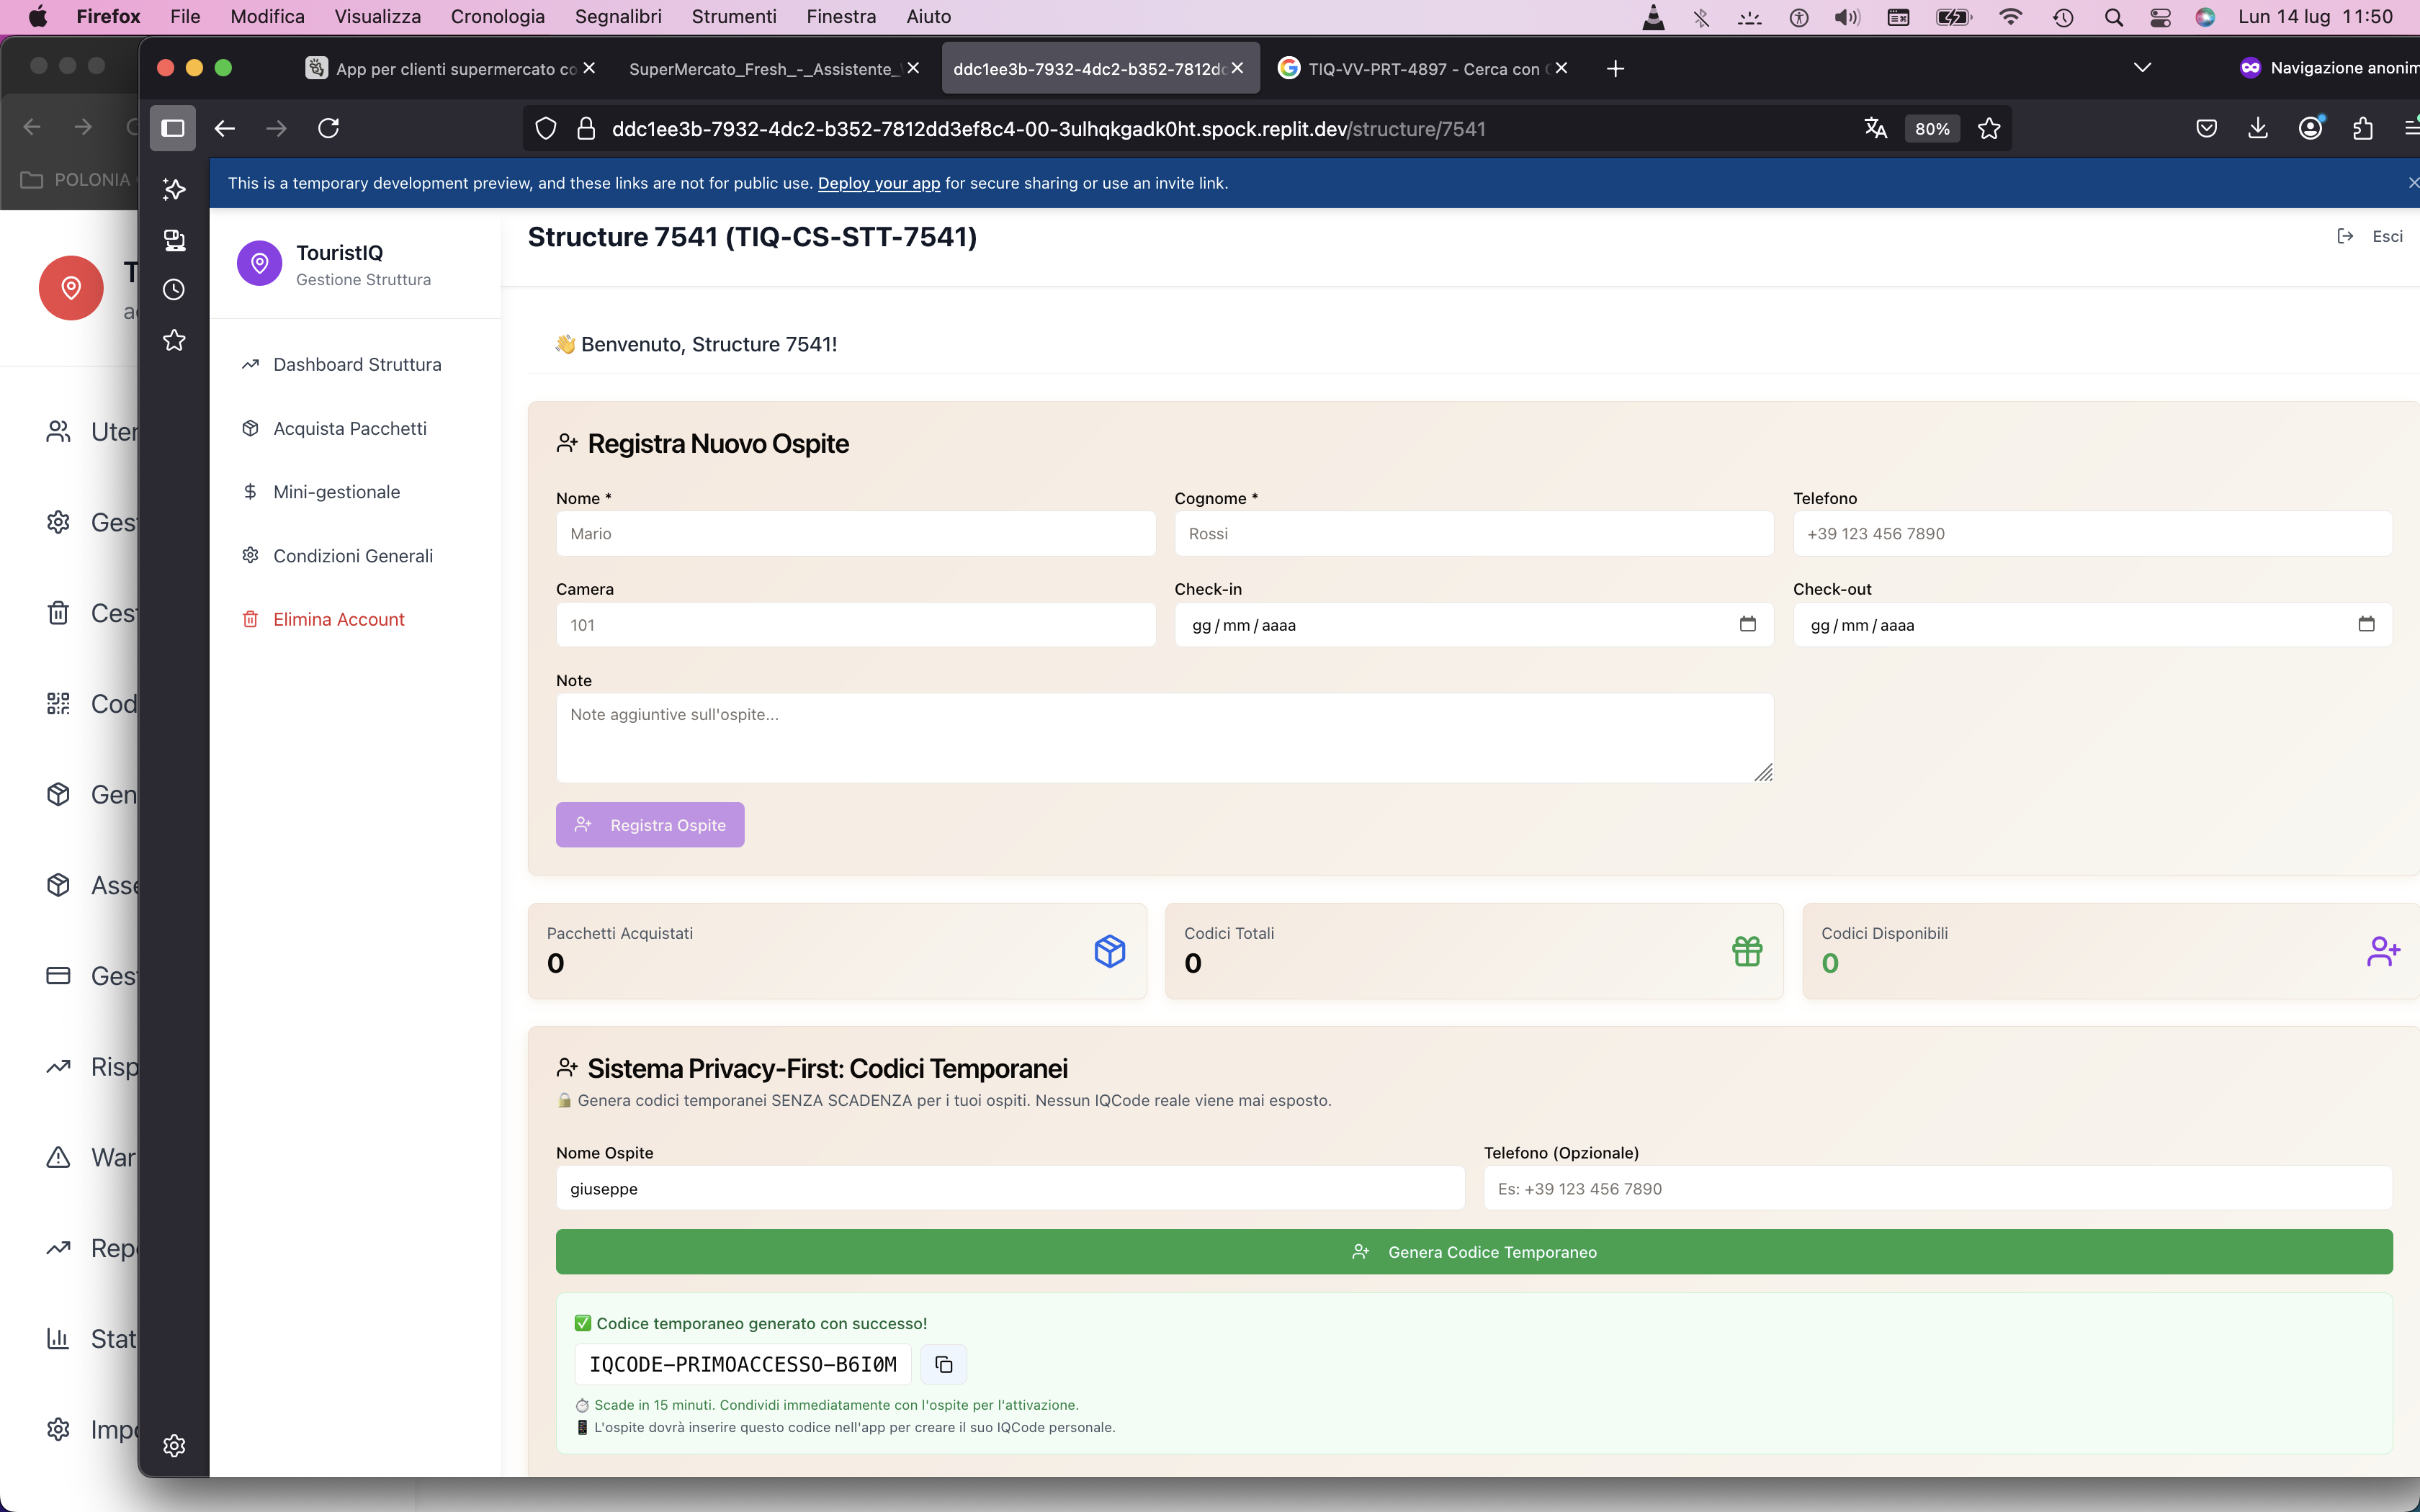 Firefox File Modifica Visualizza Cronologia Segnalibri Strumenti Finestra Aiuto
Lun 14 lug 11:50
App per clienti supermercato co
SuperMercato_Fresh_-_Assistente_
ddc1ee3b-7932-4dc2-b352-7812dc
TIQ-VV-PRT-4897 - Cerca con
Navigazione anonim
ddc1ee3b-7932-4dc2-b352-7812dd3ef8c4-00-3ulhqkgadk0ht.spock.replit.dev/structure/7541
80%
POLONIA
This is a temporary development preview, and these links are not for public use. Deploy your app for secure sharing or use an invite link.
Uter
Gest
Cest
Cod
Gen
Asse
Gest
Risp
War
Repo
Stat
Impo
TouristIQ
Gestione Struttura
Dashboard Struttura
Acquista Pacchetti
Mini-gestionale
Condizioni Generali
Elimina Account
Structure 7541 (TIQ-CS-STT-7541)
Esci
👋 Benvenuto, Structure 7541!
Registra Nuovo Ospite
Nome * Cognome * Telefono
Mario Rossi +39 123 456 7890
Camera Check-in Check-out
101 gg/mm/aaaa gg/mm/aaaa
Note
Note aggiuntive sull'ospite...
Registra Ospite
Pacchetti Acquistati
0
Codici Totali
0
Codici Disponibili
0
Sistema Privacy-First: Codici Temporanei
🔒 Genera codici temporanei SENZA SCADENZA per i tuoi ospiti. Nessun IQCode reale viene mai esposto.
Nome Ospite Telefono (Opzionale)
giuseppe Es: +39 123 456 7890
Genera Codice Temporaneo
✅ Codice temporaneo generato con successo!
IQCODE-PRIMOACCESSO-B6I0M
⏱️ Scade in 15 minuti. Condividi immediatamente con l'ospite per l'attivazione.
📱 L'ospite dovrà inserire questo codice nell'app per creare il suo IQCode personale.